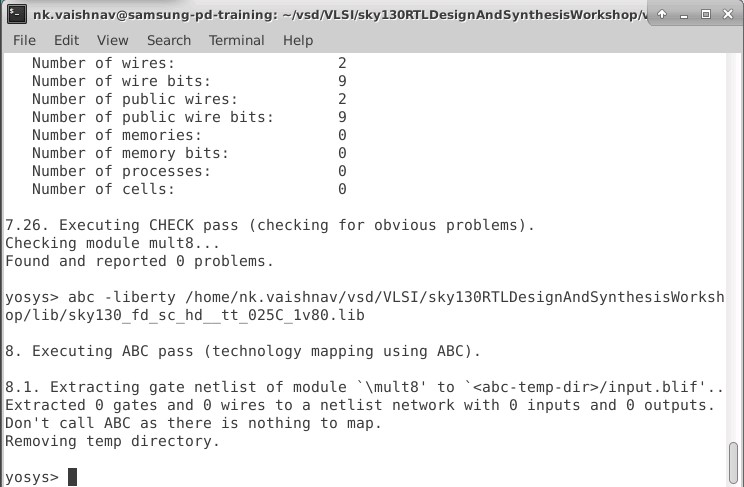 nk.vaishnav@samsung-pd-training: ~/vsd/VLSI/sky130RTLDesignAndSynthesisWorkshop/v
File Edit View Search Terminal Help
   Number of wires:                  2
   Number of wire bits:              9
   Number of public wires:           2
   Number of public wire bits:       9
   Number of memories:               0
   Number of memory bits:            0
   Number of processes:              0
   Number of cells:                  0

7.26. Executing CHECK pass (checking for obvious problems).
Checking module mult8...
Found and reported 0 problems.

yosys> abc -liberty /home/nk.vaishnav/vsd/VLSI/sky130RTLDesignAndSynthesisWorksh
op/lib/sky130_fd_sc_hd__tt_025C_1v80.lib

8. Executing ABC pass (technology mapping using ABC).

8.1. Extracting gate netlist of module `\mult8' to `<abc-temp-dir>/input.blif'..
Extracted 0 gates and 0 wires to a netlist network with 0 inputs and 0 outputs.
Don't call ABC as there is nothing to map.
Removing temp directory.

yosys>